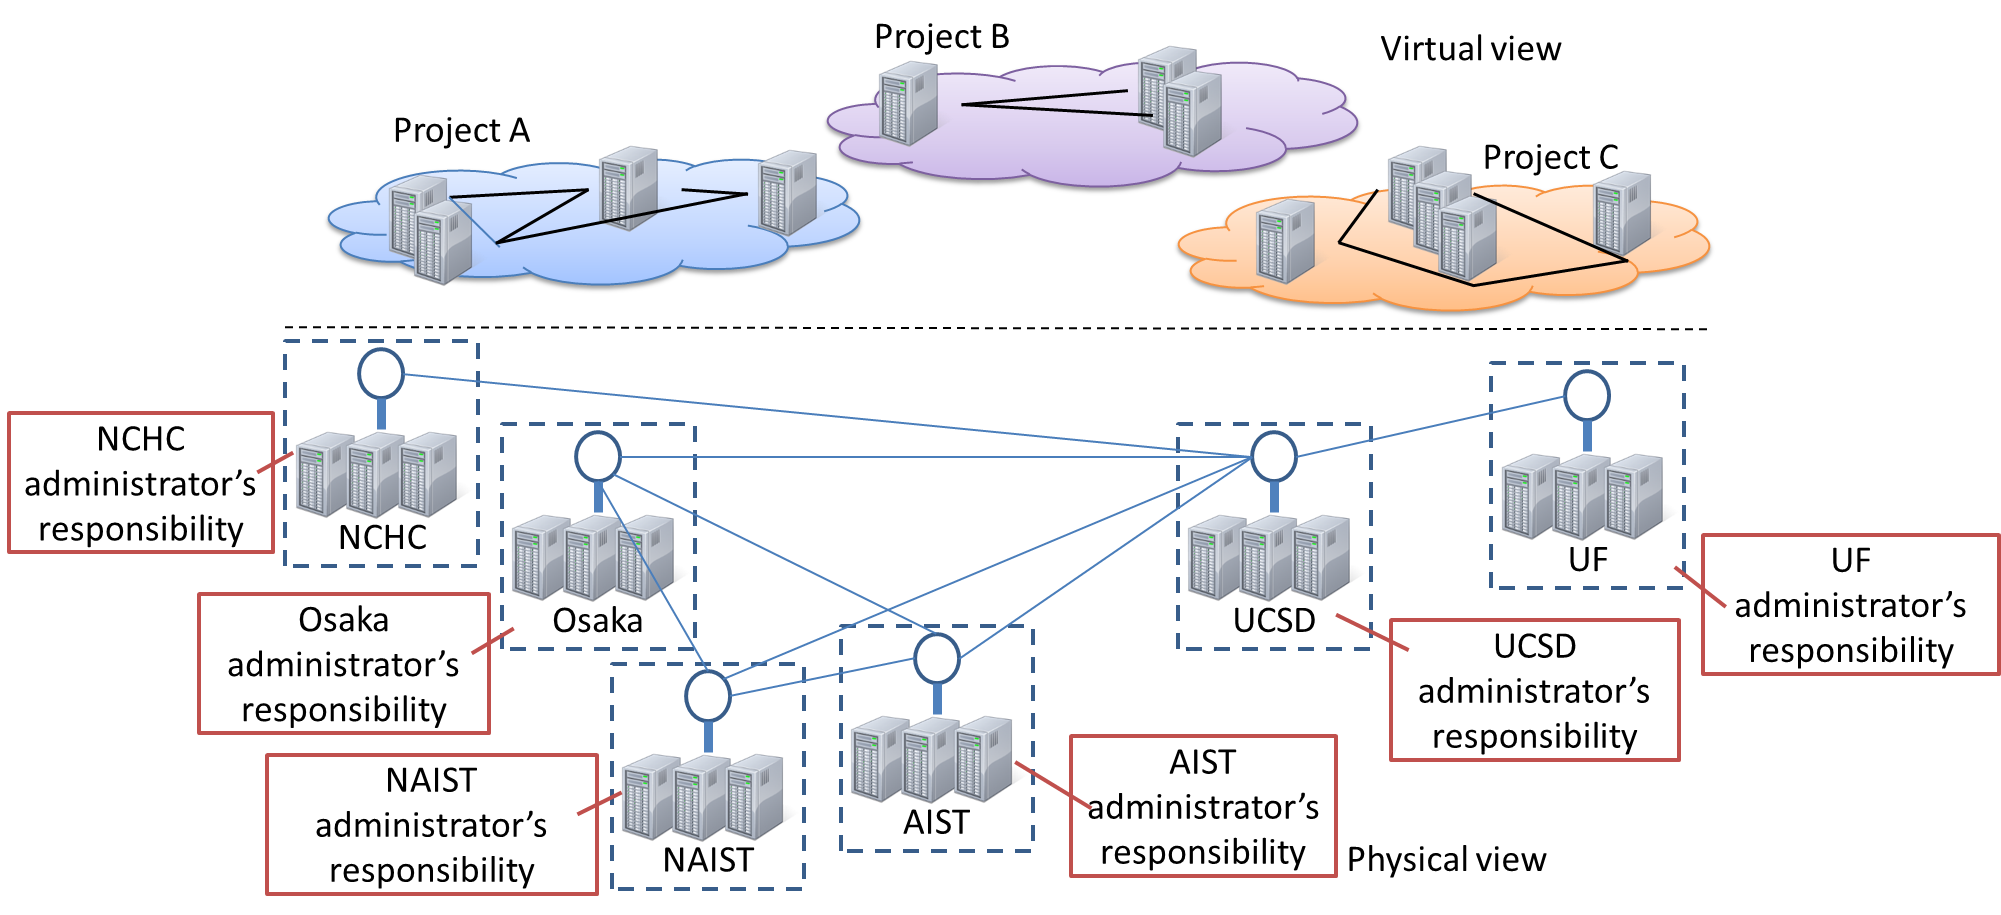 Project B
Virtual view
Project A
Project C
NCHC
administrator’s
responsibility
NCHC
Osaka
administrator’s
responsibility
Osaka
NAIST
administrator’s
responsibility
NAIST
AIST
AIST
administrator’s
responsibility
UCSD
UCSD
administrator’s
responsibility
UF
UF
administrator’s
responsibility
Physical view